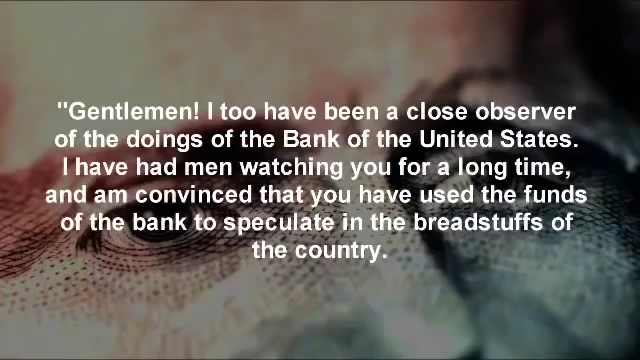 "Gentlemen! I too have been a close observer
of the doings of the Bank of the United States.
I have had men watching you for a long time,
and am convinced that you have used the funds
of the bank to speculate in the breadstuffs of
the country.